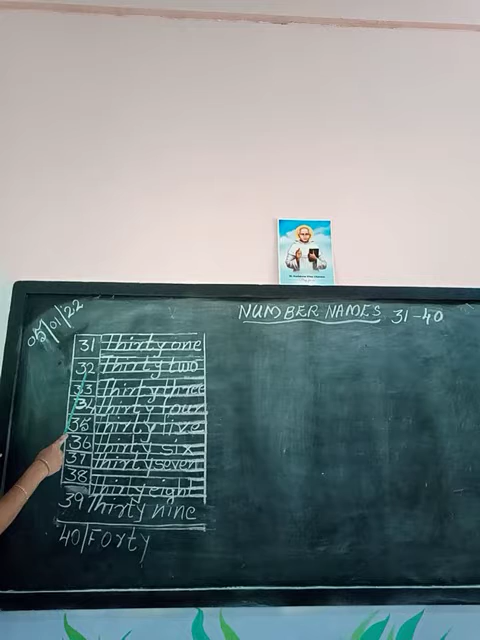 05/01/22
NUMBER NAMES 31-40
31 Thirty one
32 Thirty two
33 Thirty three
34 Thirty four
35 Thirty five
36 Thirty six
37 Thirty seven
38 Thirty eight
39 Thirty nine
40 Forty